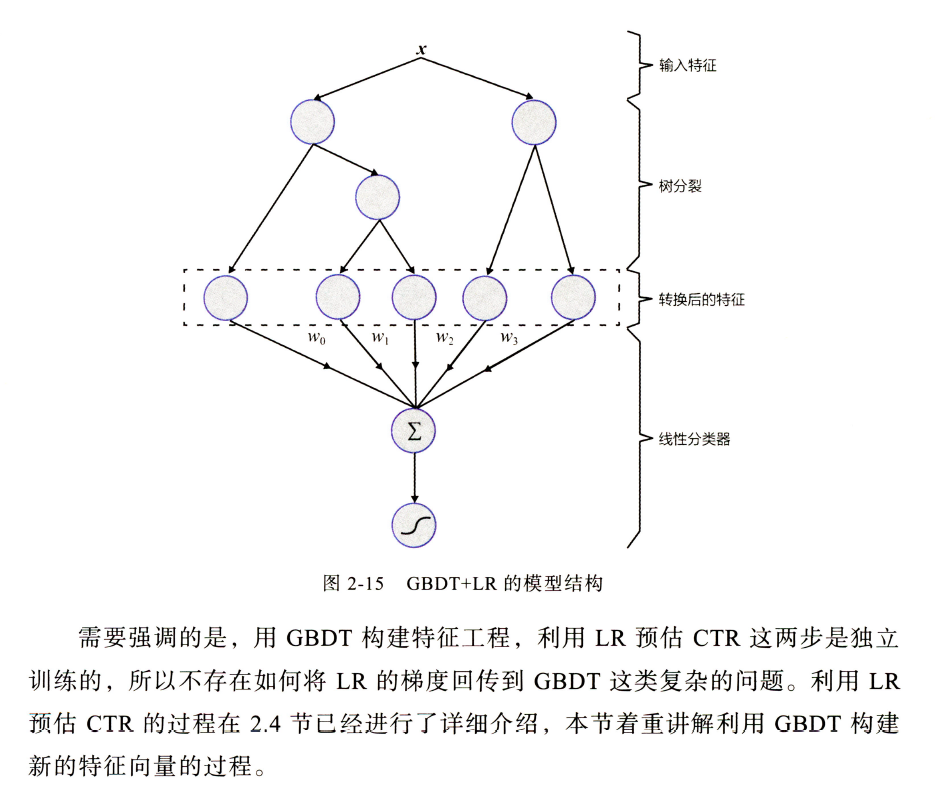 x
输入特征
树分裂
转换后的特征
w0 w1 w2 w3
Σ
线性分类器
图 2-15 GBDT+LR 的模型结构
需要强调的是，用 GBDT 构建特征工程，利用 LR 预估 CTR 这两步是独立
训练的，所以不存在如何将 LR 的梯度回传到 GBDT 这类复杂的问题。利用 LR
预估 CTR 的过程在 2.4 节已经进行了详细介绍，本节着重讲解利用 GBDT 构建
新的特征向量的过程。